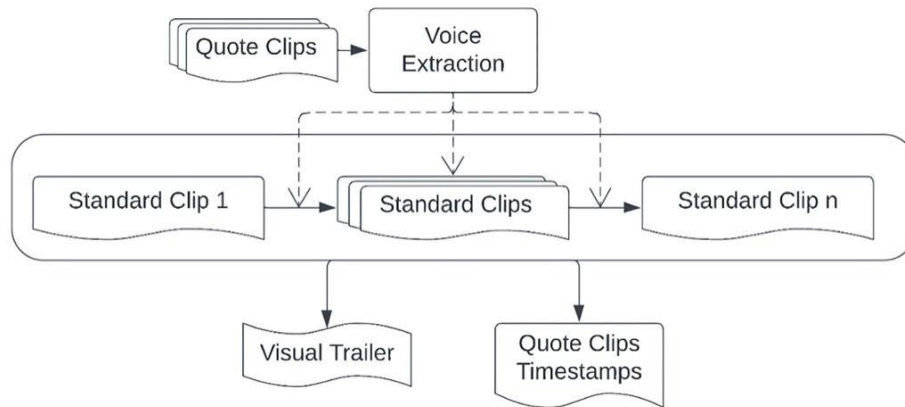 Quote Clips
Voice
Extraction
Standard Clip 1
Standard Clips
Standard Clip n
Visual Trailer
Quote Clips
Timestamps